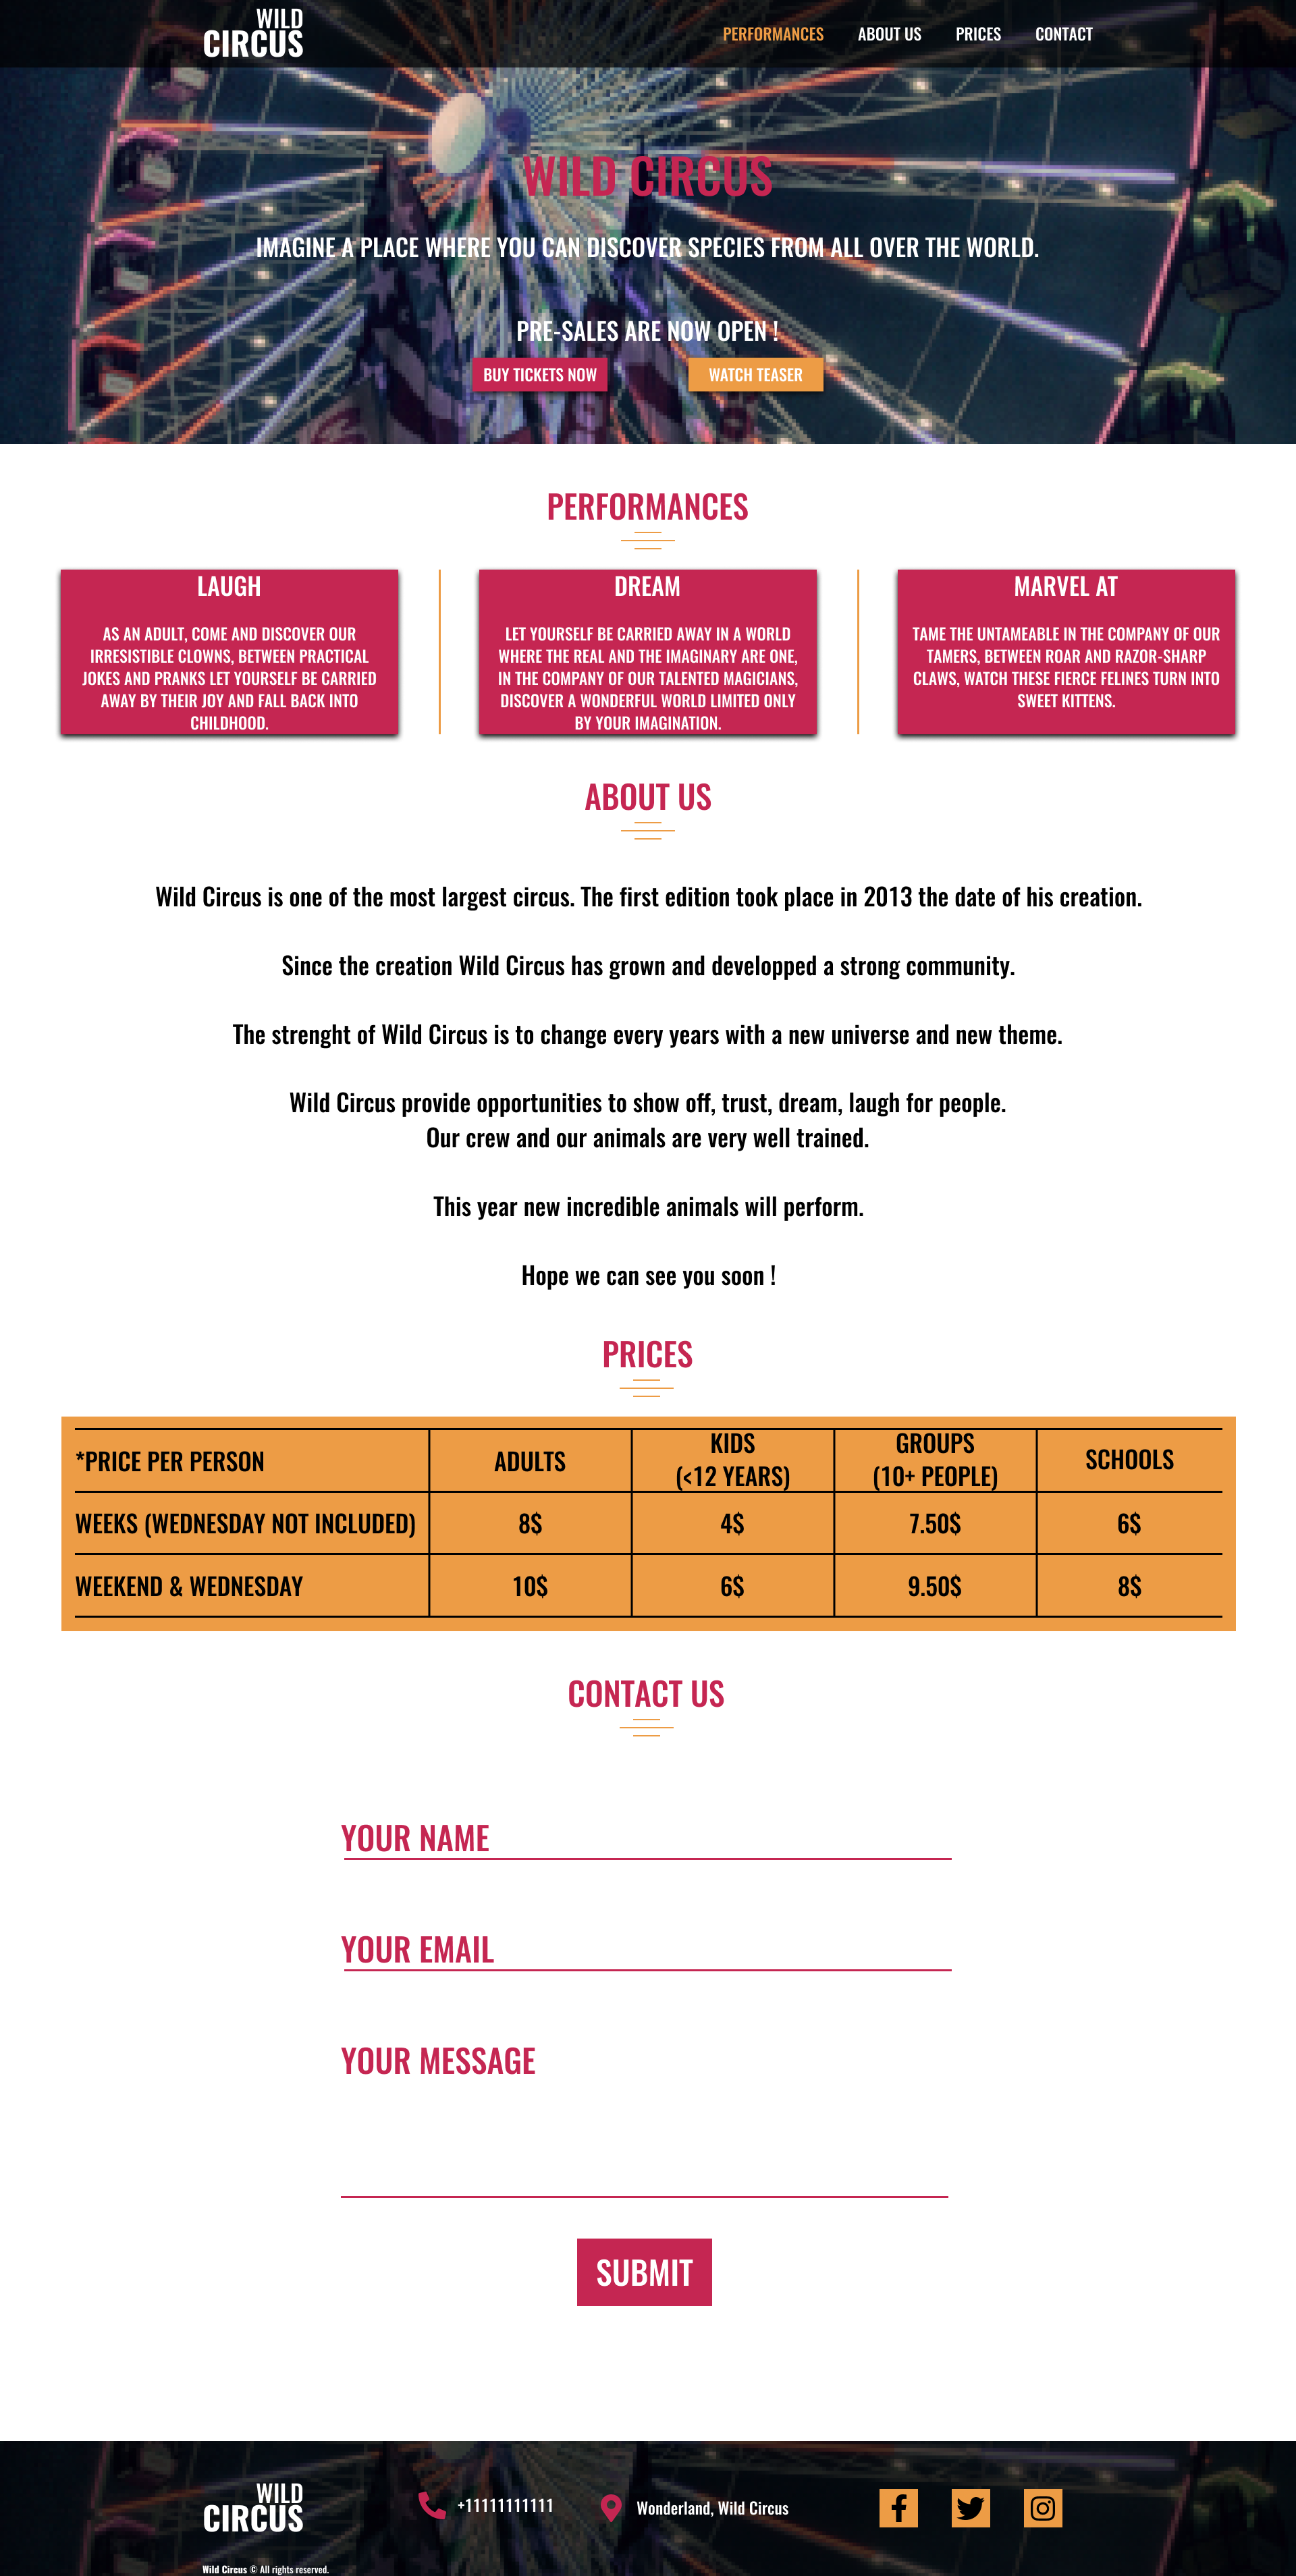 WILD
CIRCUS
PERFORMANCES ABOUT US PRICES CONTACT
WILD CIRCUS
IMAGINE A PLACE WHERE YOU CAN DISCOVER SPECIES FROM ALL OVER THE WORLD.
PRE-SALES ARE NOW OPEN !
BUY TICKETS NOW
WATCH TEASER
PERFORMANCES
LAUGH
AS AN ADULT, COME AND DISCOVER OUR
IRRESISTIBLE CLOWNS, BETWEEN PRACTICAL
JOKES AND PRANKS LET YOURSELF BE CARRIED
AWAY BY THEIR JOY AND FALL BACK INTO
CHILDHOOD.
DREAM
LET YOURSELF BE CARRIED AWAY IN A WORLD
WHERE THE REAL AND THE IMAGINARY ARE ONE,
IN THE COMPANY OF OUR TALENTED MAGICIANS,
DISCOVER A WONDERFUL WORLD LIMITED ONLY
BY YOUR IMAGINATION.
MARVEL AT
TAME THE UNTAMEABLE IN THE COMPANY OF OUR
TAMERS, BETWEEN ROAR AND RAZOR-SHARP
CLAWS, WATCH THESE FIERCE FELINES TURN INTO
SWEET KITTENS.
ABOUT US
Wild Circus is one of the most largest circus. The first edition took place in 2013 the date of his creation.
Since the creation Wild Circus has grown and developped a strong community.
The strenght of Wild Circus is to change every years with a new universe and new theme.
Wild Circus provide opportunities to show off, trust, dream, laugh for people.
Our crew and our animals are very well trained.
This year new incredible animals will perform.
Hope we can see you soon !
PRICES
*PRICE PER PERSON ADULTS KIDS (<12 YEARS) GROUPS (10+ PEOPLE) SCHOOLS
WEEKS (WEDNESDAY NOT INCLUDED) 8$ 4$ 7.50$ 6$
WEEKEND & WEDNESDAY 10$ 6$ 9.50$ 8$
CONTACT US
YOUR NAME
YOUR EMAIL
YOUR MESSAGE
SUBMIT
WILD
CIRCUS
+11111111111
Wonderland, Wild Circus
Wild Circus © All rights reserved.